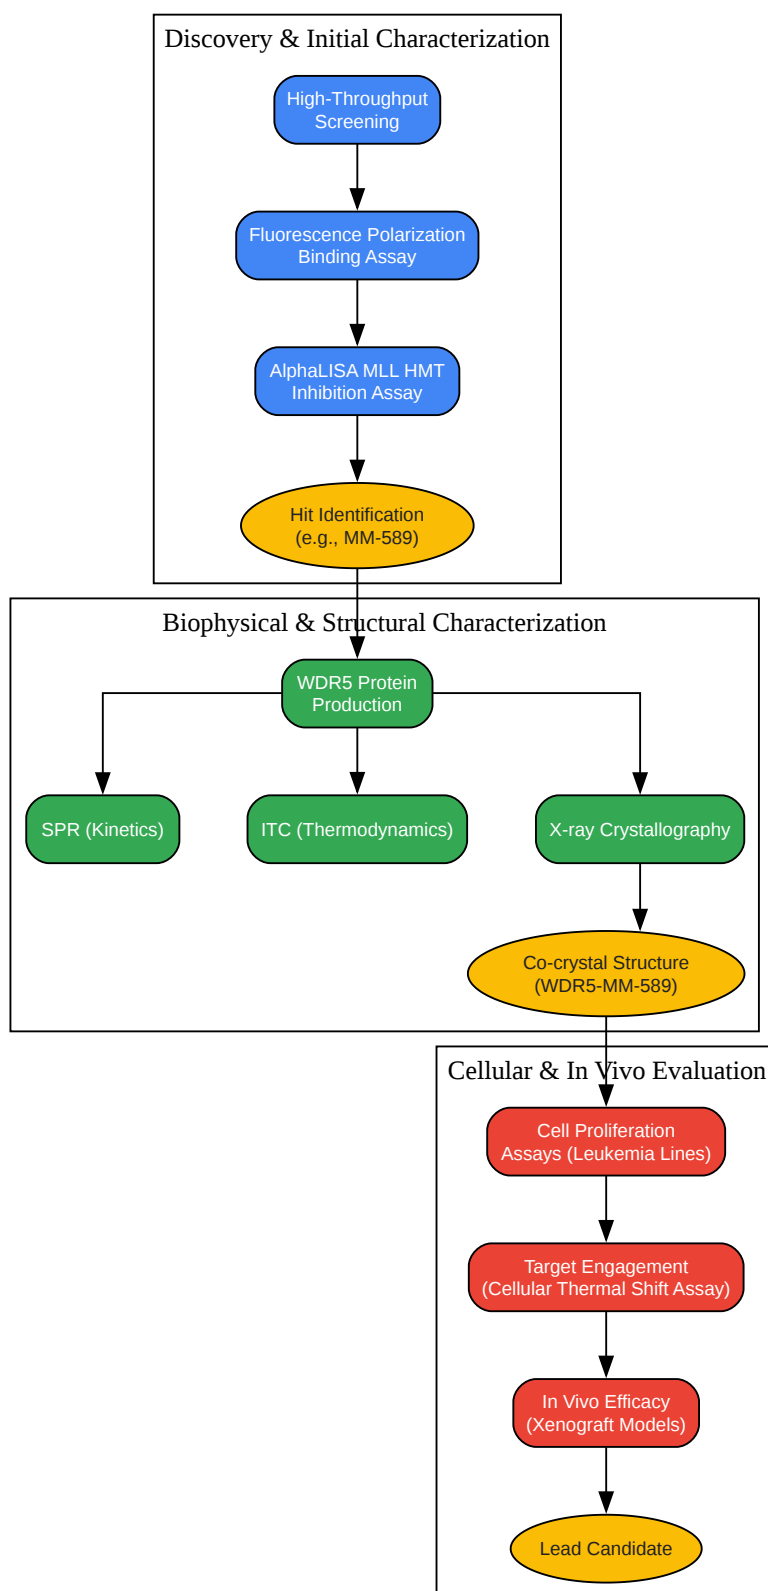 Discovery & Initial Characterization
High-Throughput
Screening
Fluorescence Polarization
Binding Assay
AlphaLISA MLL HMT
Inhibition Assay
Hit Identification
(e.g., MM-589)
Biophysical & Structural Characterization
WDR5 Protein
Production
SPR (Kinetics)
ITC (Thermodynamics)
X-ray Crystallography
Co-crystal Structure
(WDR5-MM-589)
Cellular & In Vivo Evaluation
Cell Proliferation
Assays (Leukemia Lines)
Target Engagement
(Cellular Thermal Shift Assay)
In Vivo Efficacy
(Xenograft Models)
Lead Candidate